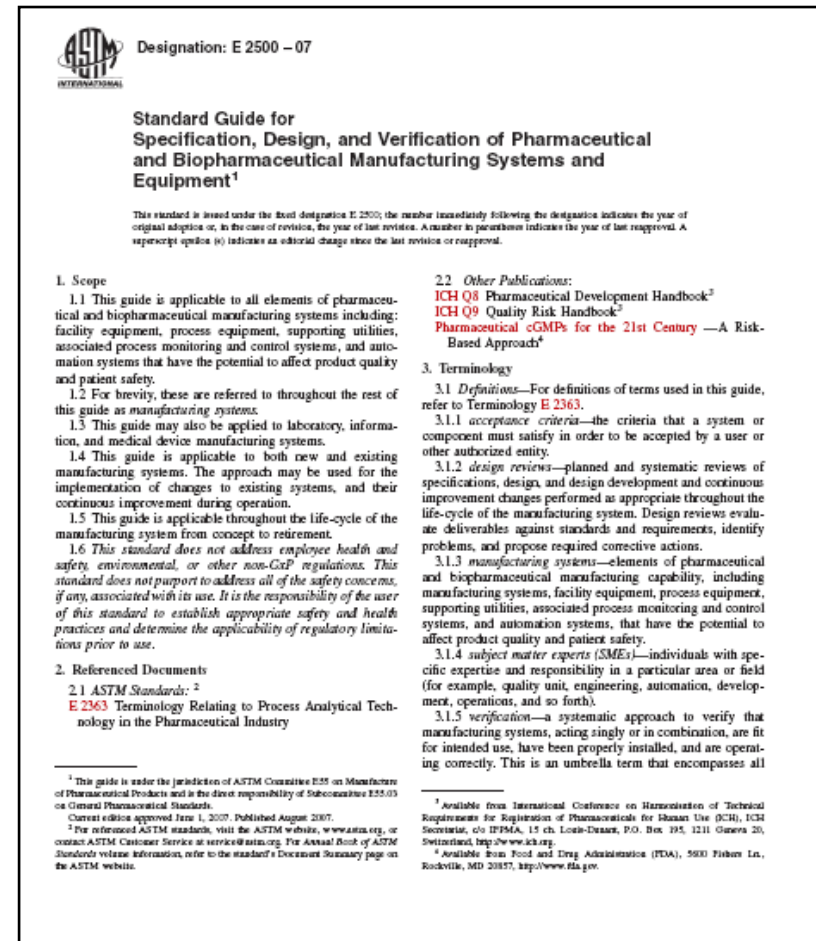 ASTM
INTERNATIONAL
Designation: E 2500 – 07
Standard Guide for
Specification, Design, and Verification of Pharmaceutical
and Biopharmaceutical Manufacturing Systems and
Equipment1
This standard is issued under the fixed designation E 2500; the number immediately following the designation indicates the year of
original adoption or, in the case of revision, the year of last revision. A number in parentheses indicates the year of last reapproval. A
superscript epsilon (ε) indicates an editorial change since the last revision or reapproval.
1. Scope
1.1 This guide is applicable to all elements of pharmaceu-
tical and biopharmaceutical manufacturing systems including:
facility equipment, process equipment, supporting utilities,
associated process monitoring and control systems, and auto-
mation systems that have the potential to affect product quality
and patient safety.
1.2 For brevity, these are referred to throughout the rest of
this guide as manufacturing systems.
1.3 This guide may also be applied to laboratory, informa-
tion, and medical device manufacturing systems.
1.4 This guide is applicable to both new and existing
manufacturing systems. The approach may be used for the
implementation of changes to existing systems, and their
continuous improvement during operation.
1.5 This guide is applicable throughout the life-cycle of the
manufacturing system from concept to retirement.
1.6 This standard does not address employee health and
safety, environmental, or other non-GxP regulations. This
standard does not purport to address all of the safety concerns,
if any, associated with its use. It is the responsibility of the user
of this standard to establish appropriate safety and health
practices and determine the applicability of regulatory limita-
tions prior to use.
2. Referenced Documents
2.1 ASTM Standards: 2
E 2363 Terminology Relating to Process Analytical Tech-
nology in the Pharmaceutical Industry
1 This guide is under the jurisdiction of ASTM Committee E55 on Manufacture
of Pharmaceutical Products and is the direct responsibility of Subcommittee E55.03
on General Pharmaceutical Standards.
Current edition approved June 1, 2007. Published August 2007.
2 For referenced ASTM standards, visit the ASTM website, www.astm.org, or
contact ASTM Customer Service at service@astm.org. For Annual Book of ASTM
Standards volume information, refer to the standard's Document Summary page on
the ASTM website.
2.2 Other Publications:
ICH Q8 Pharmaceutical Development Handbook3
ICH Q9 Quality Risk Handbook3
Pharmaceutical cGMPs for the 21st Century —A Risk-
Based Approach4
3. Terminology
3.1 Definitions—For definitions of terms used in this guide,
refer to Terminology E 2363.
3.1.1 acceptance criteria—the criteria that a system or
component must satisfy in order to be accepted by a user or
other authorized entity.
3.1.2 design reviews—planned and systematic reviews of
specifications, design, and design development and continuous
improvement changes performed as appropriate throughout the
life-cycle of the manufacturing system. Design reviews evalu-
ate deliverables against standards and requirements, identify
problems, and propose required corrective actions.
3.1.3 manufacturing systems—elements of pharmaceutical
and biopharmaceutical manufacturing capability, including
manufacturing systems, facility equipment, process equipment,
supporting utilities, associated process monitoring and control
systems, and automation systems, that have the potential to
affect product quality and patient safety.
3.1.4 subject matter experts (SMEs)—individuals with spe-
cific expertise and responsibility in a particular area or field
(for example, quality unit, engineering, automation, develop-
ment, operations, and so forth).
3.1.5 verification—a systematic approach to verify that
manufacturing systems, acting singly or in combination, are fit
for intended use, have been properly installed, and are operat-
ing correctly. This is an umbrella term that encompasses all
3 Available from International Conference on Harmonisation of Technical
Requirements for Registration of Pharmaceuticals for Human Use (ICH), ICH
Secretariat, c/o IFPMA, 15 ch. Louis-Dunant, P.O. Box 195, 1211 Geneva 20,
Switzerland, http://www.ich.org.
4 Available from Food and Drug Administration (FDA), 5600 Fishers Ln.,
Rockville, MD 20857, http://www.fda.gov.